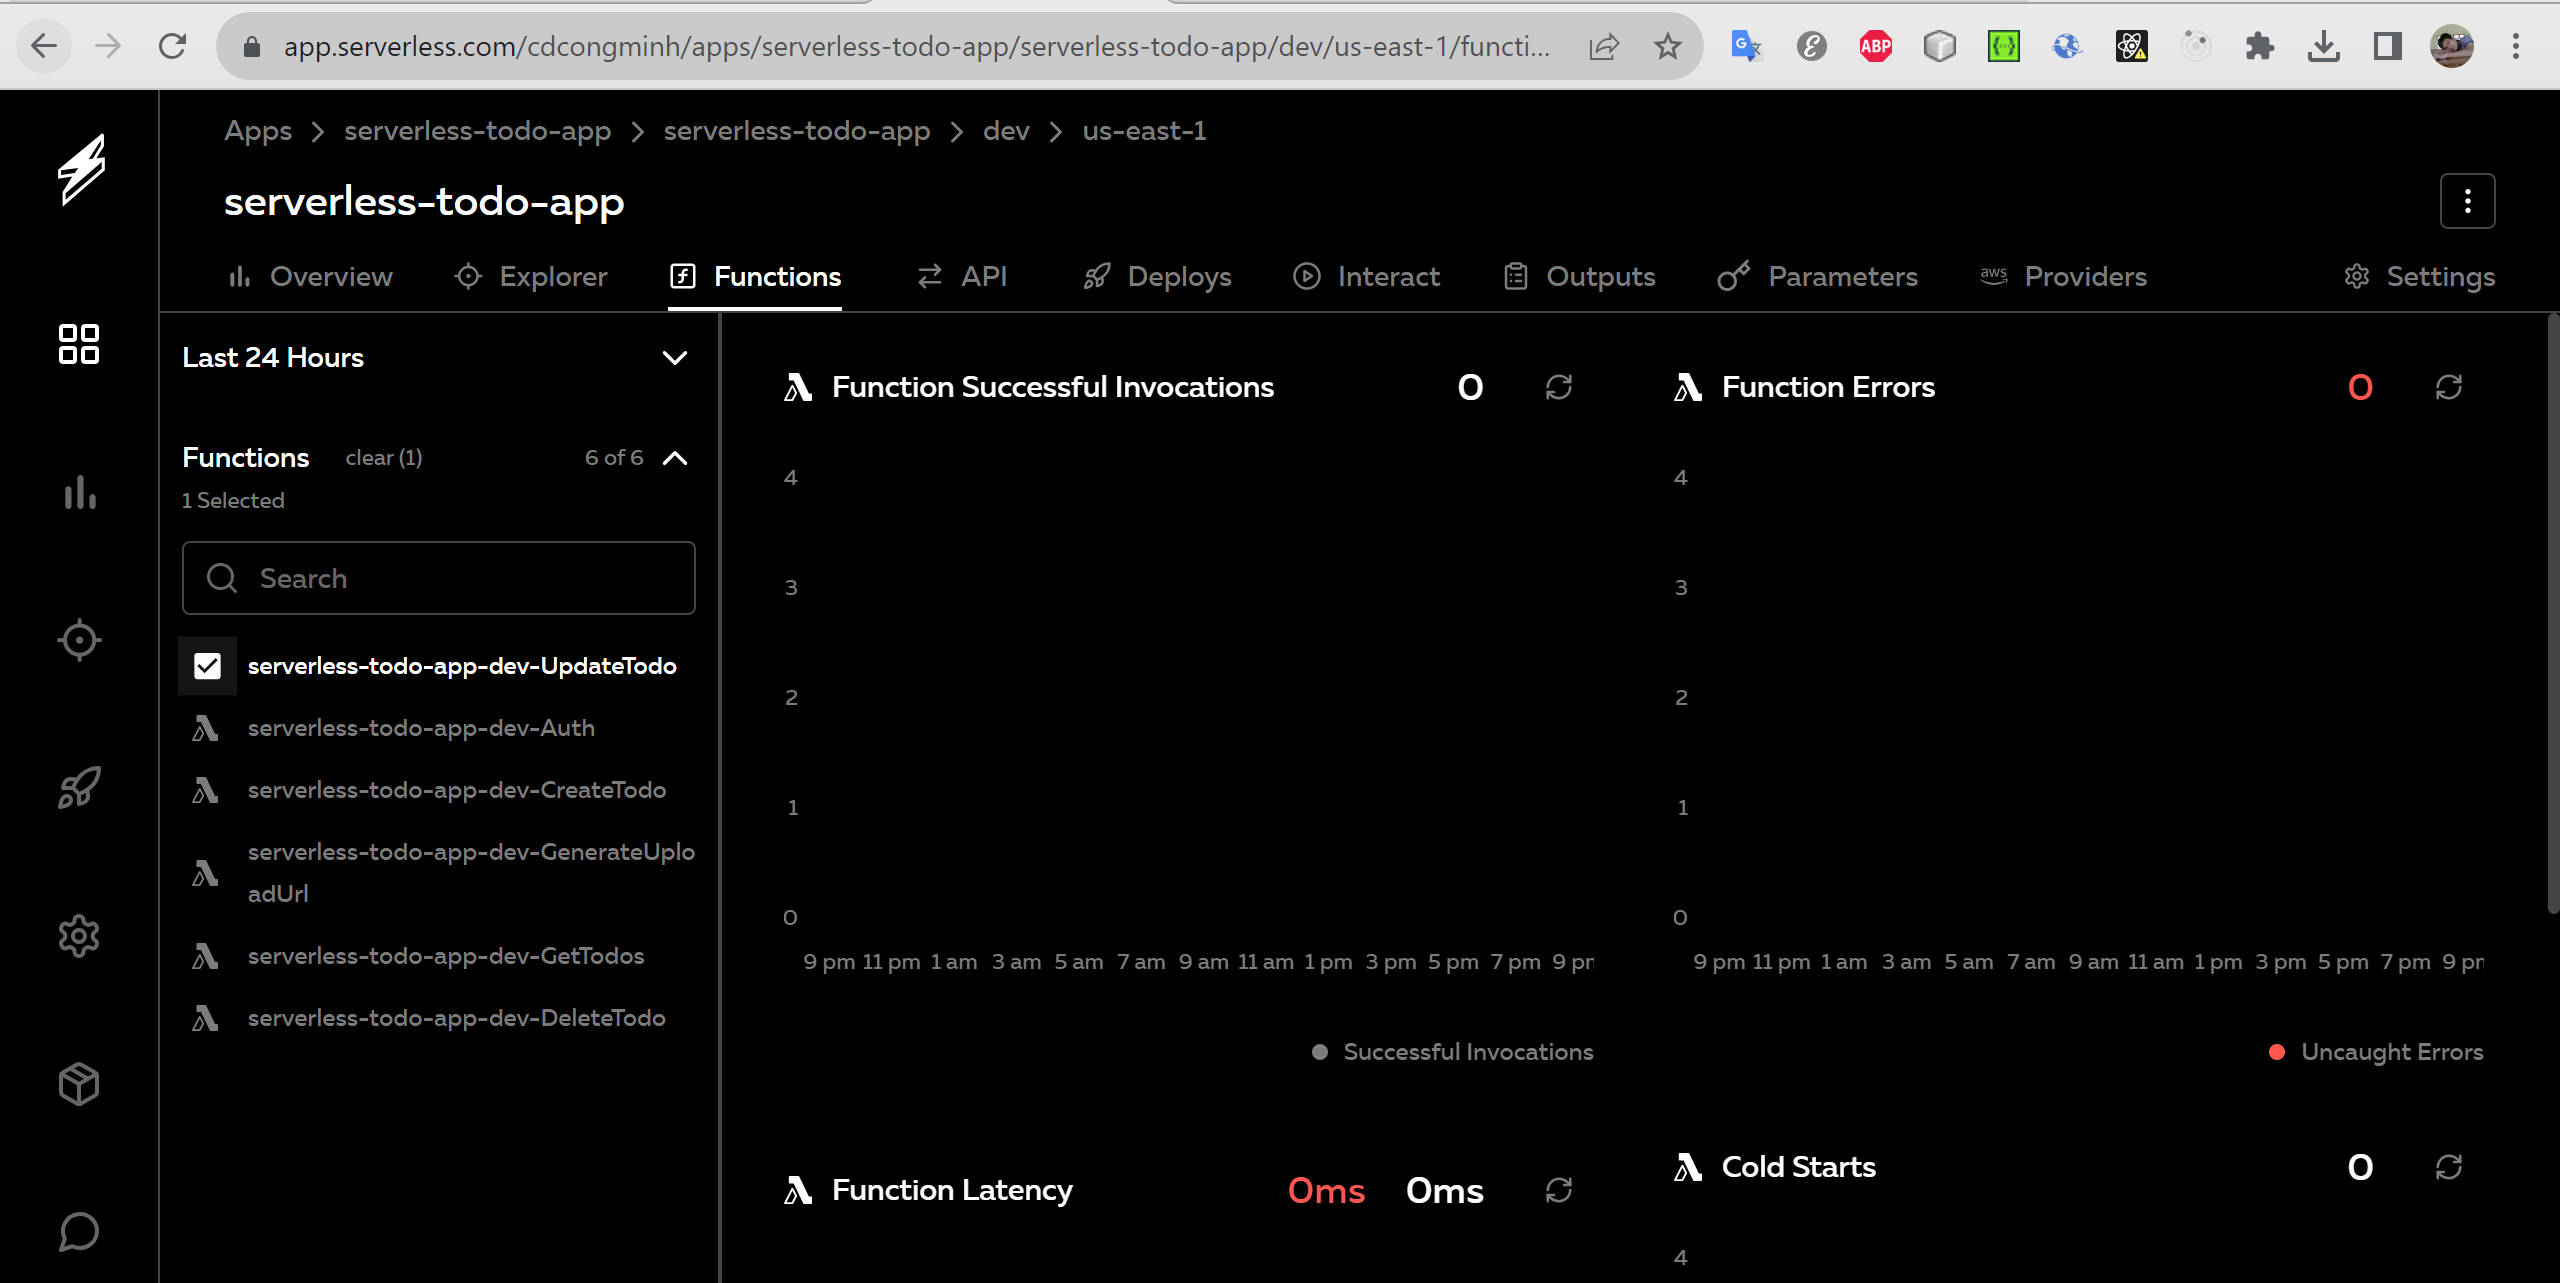 app.serverless.com/cdcongminh/apps/serverless-todo-app/serverless-todo-app/dev/us-east-1/functi...
ABP
Apps > serverless-todo-app > serverless-todo-app > dev > us-east-1
serverless-todo-app
Overview Explorer Functions API Deploys Interact Outputs Parameters aws Providers Settings
Last 24 Hours
Functions clear (1) 6 of 6
1 Selected
Search
serverless-todo-app-dev-UpdateTodo
serverless-todo-app-dev-Auth
serverless-todo-app-dev-CreateTodo
serverless-todo-app-dev-GenerateUplo
adUrl
serverless-todo-app-dev-GetTodos
serverless-todo-app-dev-DeleteTodo
Function Successful Invocations 0
4
3
2
1
0
9 pm 11 pm 1 am 3 am 5 am 7 am 9 am 11 am 1 pm 3 pm 5 pm 7 pm 9 pm
Successful Invocations
Function Errors 0
4
3
2
1
0
9 pm 11 pm 1 am 3 am 5 am 7 am 9 am 11 am 1 pm 3 pm 5 pm 7 pm 9 pm
Uncaught Errors
Function Latency 0ms 0ms
Cold Starts 0
4